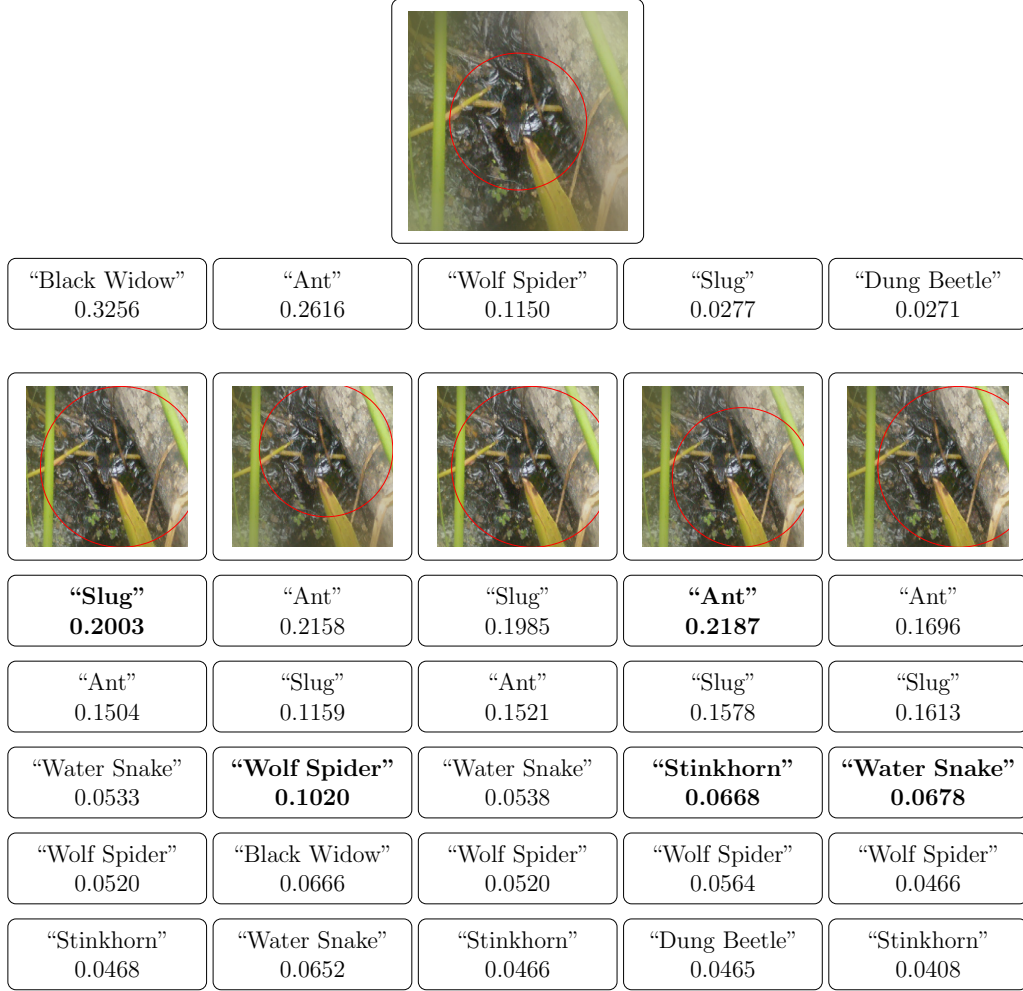 “Black Widow”
0.3256
“Ant”
0.2616
“Wolf Spider”
0.1150
“Slug”
0.0277
“Dung Beetle”
0.0271
“Slug”
0.2003
“Ant”
0.2158
“Slug”
0.1985
“Ant”
0.2187
“Ant”
0.1696
“Ant”
0.1504
“Slug”
0.1159
“Ant”
0.1521
“Slug”
0.1578
“Slug”
0.1613
“Water Snake”
0.0533
“Wolf Spider”
0.1020
“Water Snake”
0.0538
“Stinkhorn”
0.0668
“Water Snake”
0.0678
“Wolf Spider”
0.0520
“Black Widow”
0.0666
“Wolf Spider”
0.0520
“Wolf Spider”
0.0564
“Wolf Spider”
0.0466
“Stinkhorn”
0.0468
“Water Snake”
0.0652
“Stinkhorn”
0.0466
“Dung Beetle”
0.0465
“Stinkhorn”
0.0408